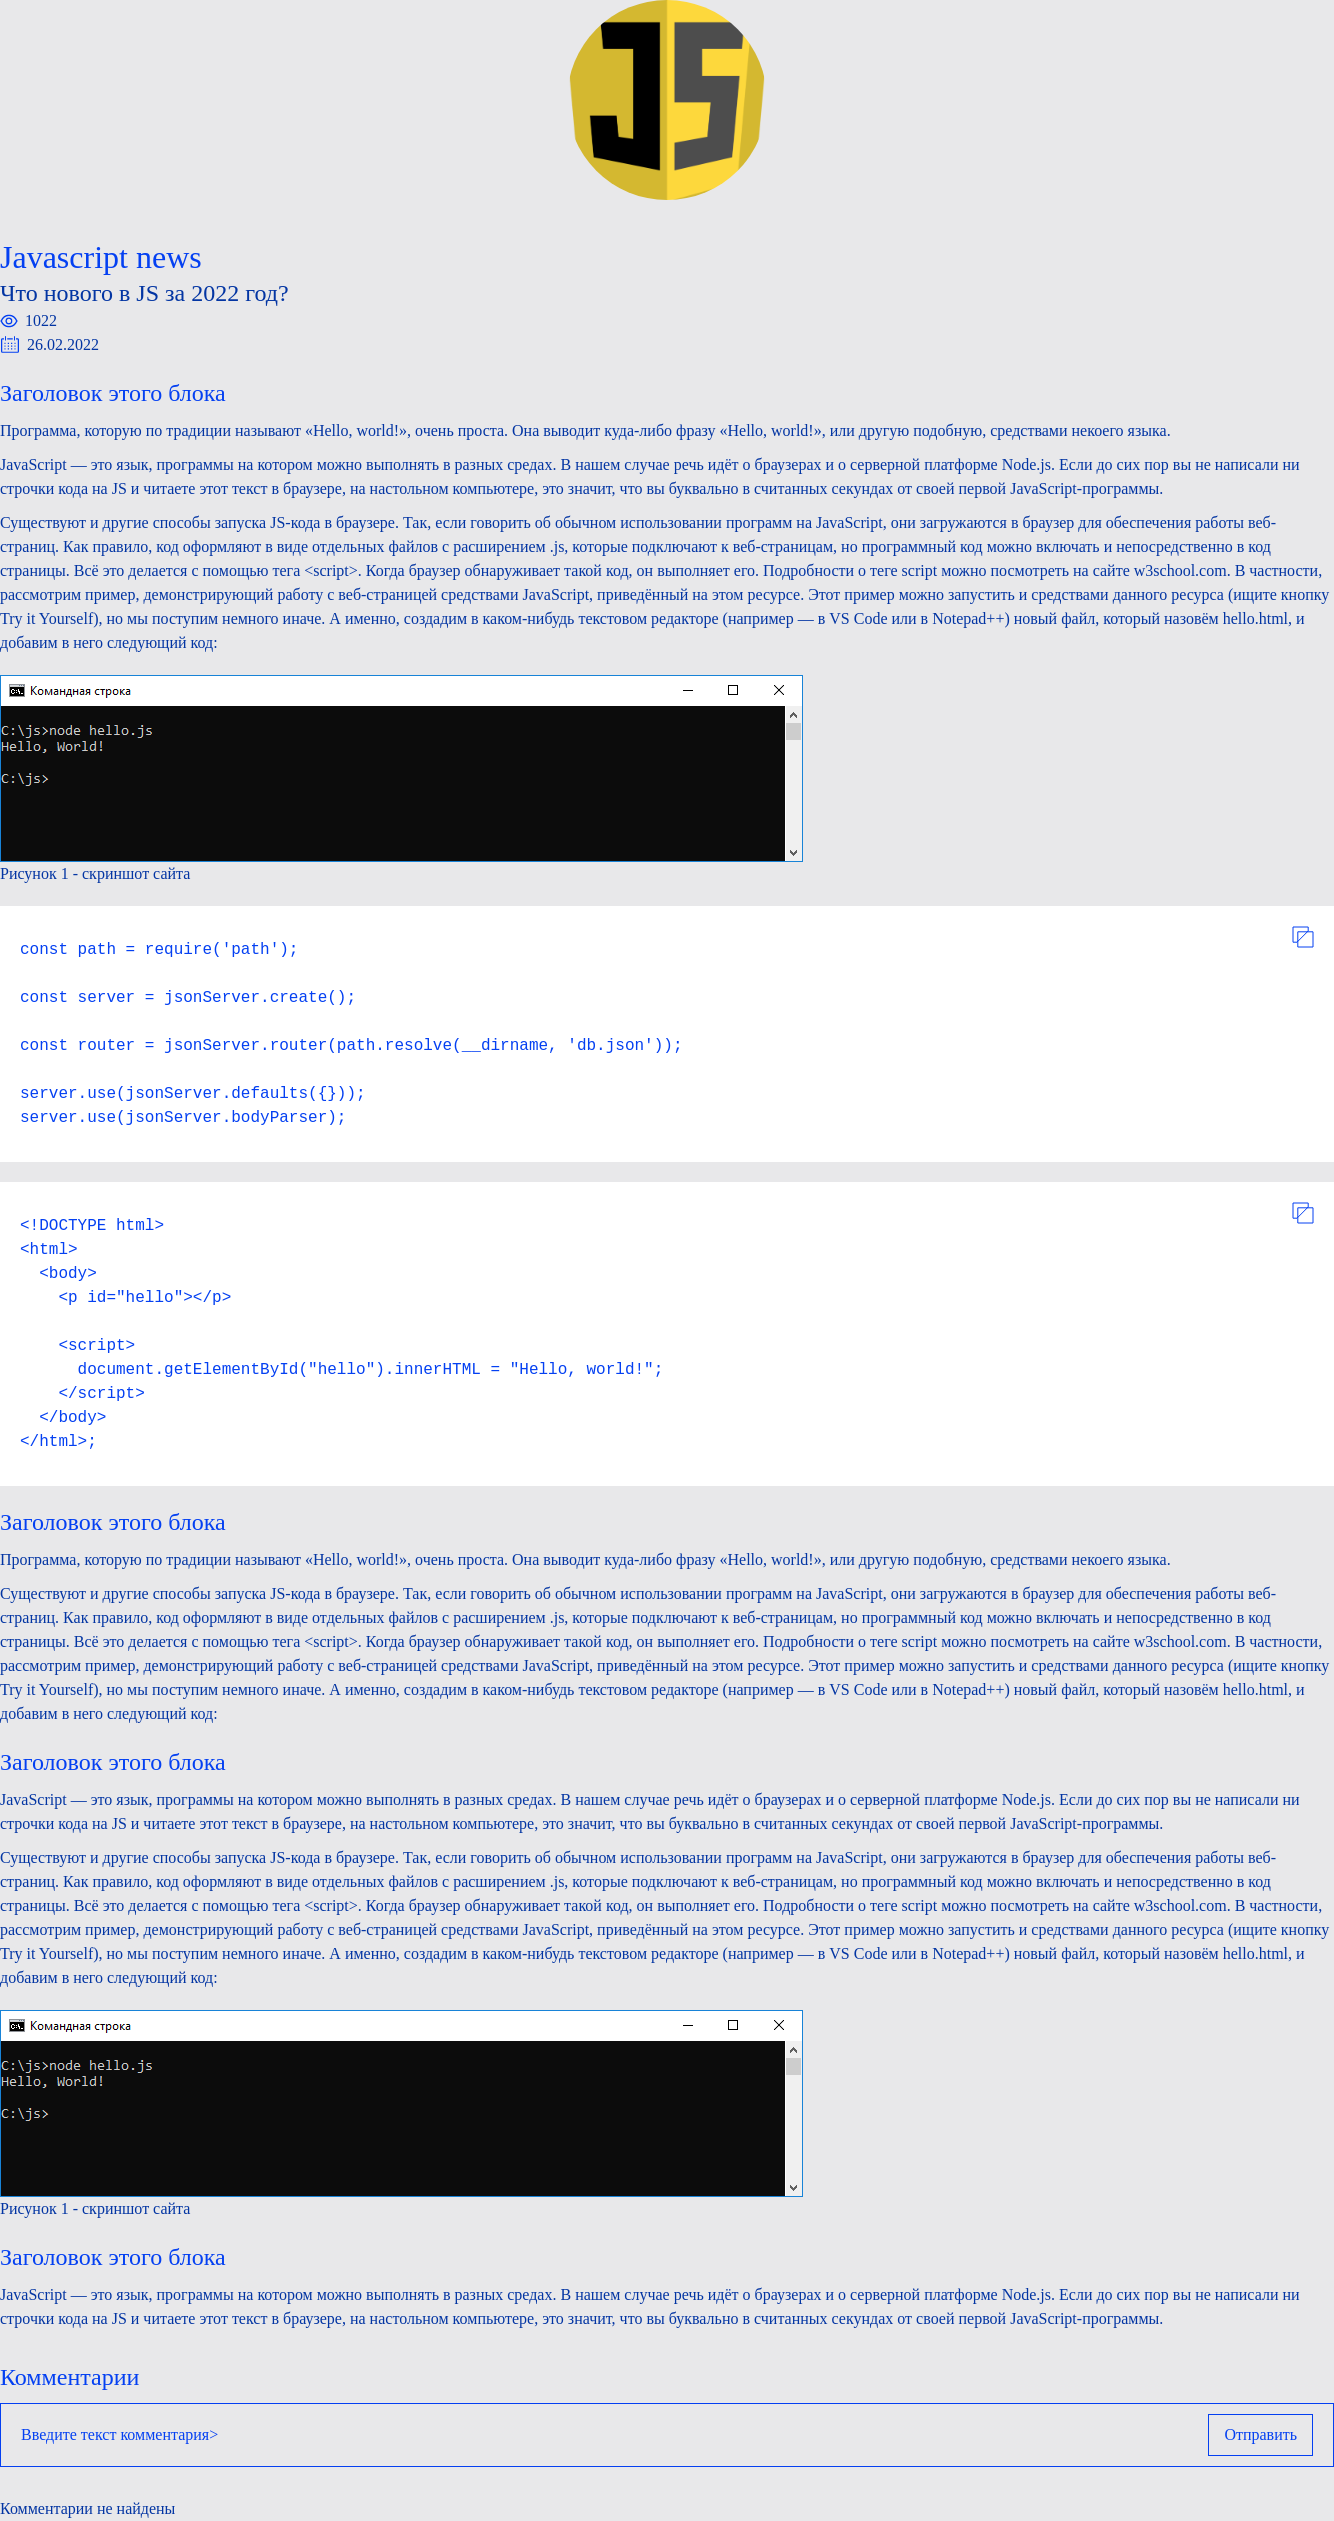 JS
Javascript news
Что нового в JS за 2022 год?
1022
26.02.2022
Заголовок этого блока
Программа, которую по традиции называют «Hello, world!», очень проста. Она выводит куда-либо фразу «Hello, world!», или другую подобную, средствами некоего языка.
JavaScript — это язык, программы на котором можно выполнять в разных средах. В нашем случае речь идёт о браузерах и о серверной платформе Node.js. Если до сих пор вы не написали ни
строчки кода на JS и читаете этот текст в браузере, на настольном компьютере, это значит, что вы буквально в считанных секундах от своей первой JavaScript-программы.
Существуют и другие способы запуска JS-кода в браузере. Так, если говорить об обычном использовании программ на JavaScript, они загружаются в браузер для обеспечения работы веб-
страниц. Как правило, код оформляют в виде отдельных файлов с расширением .js, которые подключают к веб-страницам, но программный код можно включать и непосредственно в код
страницы. Всё это делается с помощью тега <script>. Когда браузер обнаруживает такой код, он выполняет его. Подробности о теге script можно посмотреть на сайте w3school.com. В частности,
рассмотрим пример, демонстрирующий работу с веб-страницей средствами JavaScript, приведённый на этом ресурсе. Этот пример можно запустить и средствами данного ресурса (ищите кнопку
Try it Yourself), но мы поступим немного иначе. А именно, создадим в каком-нибудь текстовом редакторе (например — в VS Code или в Notepad++) новый файл, который назовём hello.html, и
добавим в него следующий код:
Командная строка
C:\js>node hello.js
Hello, World!
C:\js>
Рисунок 1 - скриншот сайта
const path = require('path');
const server = jsonServer.create();
const router = jsonServer.router(path.resolve(__dirname, 'db.json'));
server.use(jsonServer.defaults({}));
server.use(jsonServer.bodyParser);
<!DOCTYPE html>
<html>
  <body>
    <p id="hello"></p>
    <script>
      document.getElementById("hello").innerHTML = "Hello, world!";
    </script>
  </body>
</html>;
Заголовок этого блока
Программа, которую по традиции называют «Hello, world!», очень проста. Она выводит куда-либо фразу «Hello, world!», или другую подобную, средствами некоего языка.
Существуют и другие способы запуска JS-кода в браузере. Так, если говорить об обычном использовании программ на JavaScript, они загружаются в браузер для обеспечения работы веб-
страниц. Как правило, код оформляют в виде отдельных файлов с расширением .js, которые подключают к веб-страницам, но программный код можно включать и непосредственно в код
страницы. Всё это делается с помощью тега <script>. Когда браузер обнаруживает такой код, он выполняет его. Подробности о теге script можно посмотреть на сайте w3school.com. В частности,
рассмотрим пример, демонстрирующий работу с веб-страницей средствами JavaScript, приведённый на этом ресурсе. Этот пример можно запустить и средствами данного ресурса (ищите кнопку
Try it Yourself), но мы поступим немного иначе. А именно, создадим в каком-нибудь текстовом редакторе (например — в VS Code или в Notepad++) новый файл, который назовём hello.html, и
добавим в него следующий код:
Заголовок этого блока
JavaScript — это язык, программы на котором можно выполнять в разных средах. В нашем случае речь идёт о браузерах и о серверной платформе Node.js. Если до сих пор вы не написали ни
строчки кода на JS и читаете этот текст в браузере, на настольном компьютере, это значит, что вы буквально в считанных секундах от своей первой JavaScript-программы.
Существуют и другие способы запуска JS-кода в браузере. Так, если говорить об обычном использовании программ на JavaScript, они загружаются в браузер для обеспечения работы веб-
страниц. Как правило, код оформляют в виде отдельных файлов с расширением .js, которые подключают к веб-страницам, но программный код можно включать и непосредственно в код
страницы. Всё это делается с помощью тега <script>. Когда браузер обнаруживает такой код, он выполняет его. Подробности о теге script можно посмотреть на сайте w3school.com. В частности,
рассмотрим пример, демонстрирующий работу с веб-страницей средствами JavaScript, приведённый на этом ресурсе. Этот пример можно запустить и средствами данного ресурса (ищите кнопку
Try it Yourself), но мы поступим немного иначе. А именно, создадим в каком-нибудь текстовом редакторе (например — в VS Code или в Notepad++) новый файл, который назовём hello.html, и
добавим в него следующий код:
Командная строка
C:\js>node hello.js
Hello, World!
C:\js>
Рисунок 1 - скриншот сайта
Заголовок этого блока
JavaScript — это язык, программы на котором можно выполнять в разных средах. В нашем случае речь идёт о браузерах и о серверной платформе Node.js. Если до сих пор вы не написали ни
строчки кода на JS и читаете этот текст в браузере, на настольном компьютере, это значит, что вы буквально в считанных секундах от своей первой JavaScript-программы.
Комментарии
Введите текст комментария>
Отправить
Комментарии не найдены